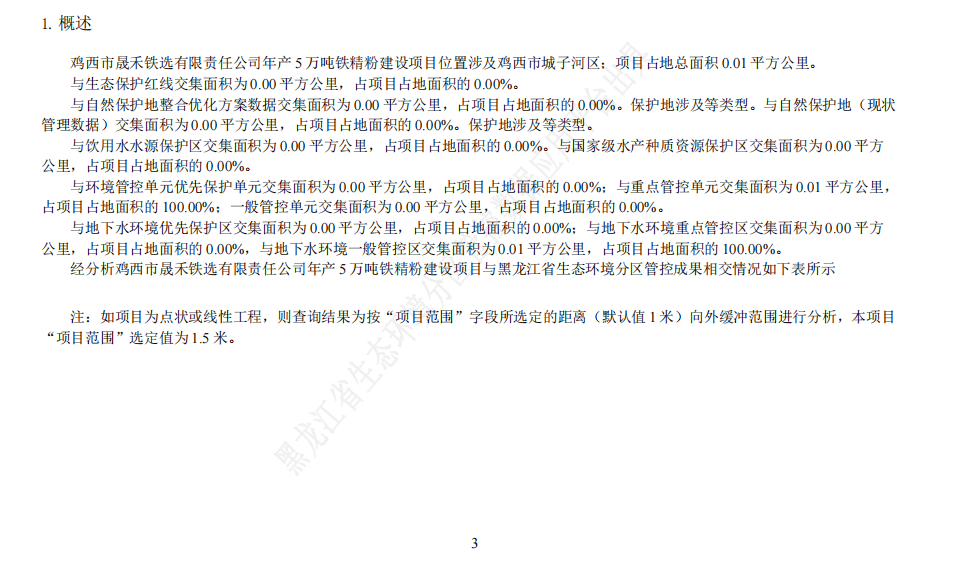 1. 概述
鸡西市晟禾铁选有限责任公司年产 5 万吨铁精粉建设项目位置涉及鸡西市城子河区；项目占地总面积 0.01 平方公里。
与生态保护红线交集面积为 0.00 平方公里，占项目占地面积的 0.00%。
与自然保护地整合优化方案数据交集面积为 0.00 平方公里，占项目占地面积的 0.00%。保护地涉及等类型。与自然保护地（现状
管理数据）交集面积为 0.00 平方公里，占项目占地面积的 0.00%。保护地涉及等类型。
与饮用水水源保护区交集面积为 0.00 平方公里，占项目占地面积的 0.00%。与国家级水产种质资源保护区交集面积为 0.00 平方
公里，占项目占地面积的 0.00%。
与环境管控单元优先保护单元交集面积为 0.00 平方公里，占项目占地面积的 0.00%；与重点管控单元交集面积为 0.01 平方公里，
占项目占地面积的 100.00%；一般管控单元交集面积为 0.00 平方公里，占项目占地面积的 0.00%。
与地下水环境优先保护区交集面积为 0.00 平方公里，占项目占地面积的 0.00%；与地下水环境重点管控区交集面积为 0.00 平方
公里，占项目占地面积的 0.00%，与地下水环境一般管控区交集面积为 0.01 平方公里，占项目占地面积的 100.00%。
经分析鸡西市晟禾铁选有限责任公司年产 5 万吨铁精粉建设项目与黑龙江省生态环境分区管控成果相交情况如下表所示
注：如项目为点状或线性工程，则查询结果为按“项目范围”字段所选定的距离（默认值 1 米）向外缓冲范围进行分析，本项目
“项目范围”选定值为 1.5 米。
黑龙江省生态环境分区管控数据应用平台出具
3